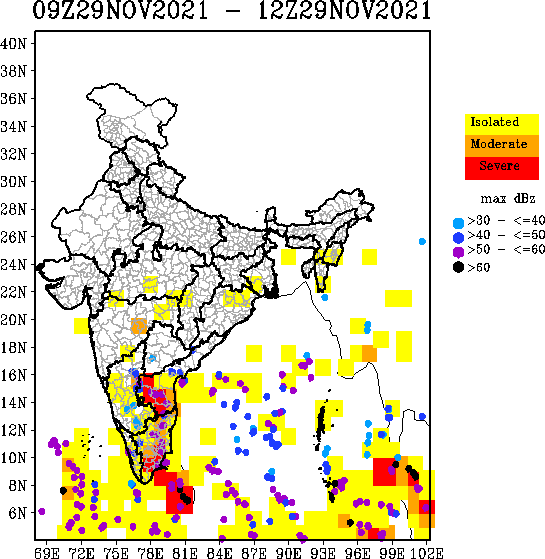 09Z29NOV2021 - 12Z29NOV2021
40N
38N
36N
34N
32N
30N
28N
26N
24N
22N
20N
18N
16N
14N
12N
10N
8N
6N
69E 72E 75E 78E 81E 84E 87E 90E 93E 96E 99E 102E
Isolated
Moderate
Severe
max dBz
>30 - <=40
>40 - <=50
>50 - <=60
>60